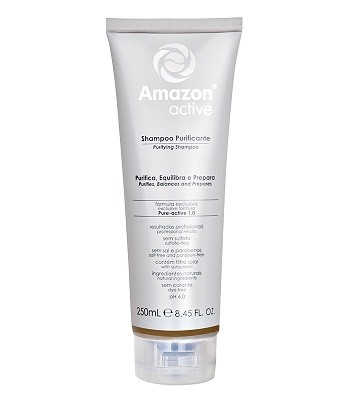 Amazon®
active
Shampoo Purificante
Purifying Shampoo
Purifica, Equilibra e Prepara
Purifies, Balances and Prepares
fórmula exclusiva
exclusive formula
Pure-active 1.0
resultados profissionais
professional results
sem sulfato
sulfate-free
sem sal e parabenos
salt-free and paraben-free
contém filtro solar
with sunscreen
ingredientes naturais
natural ingredients
sem corante
dye-free
pH 6.0
250mL ℮ 8.45 FL. OZ.